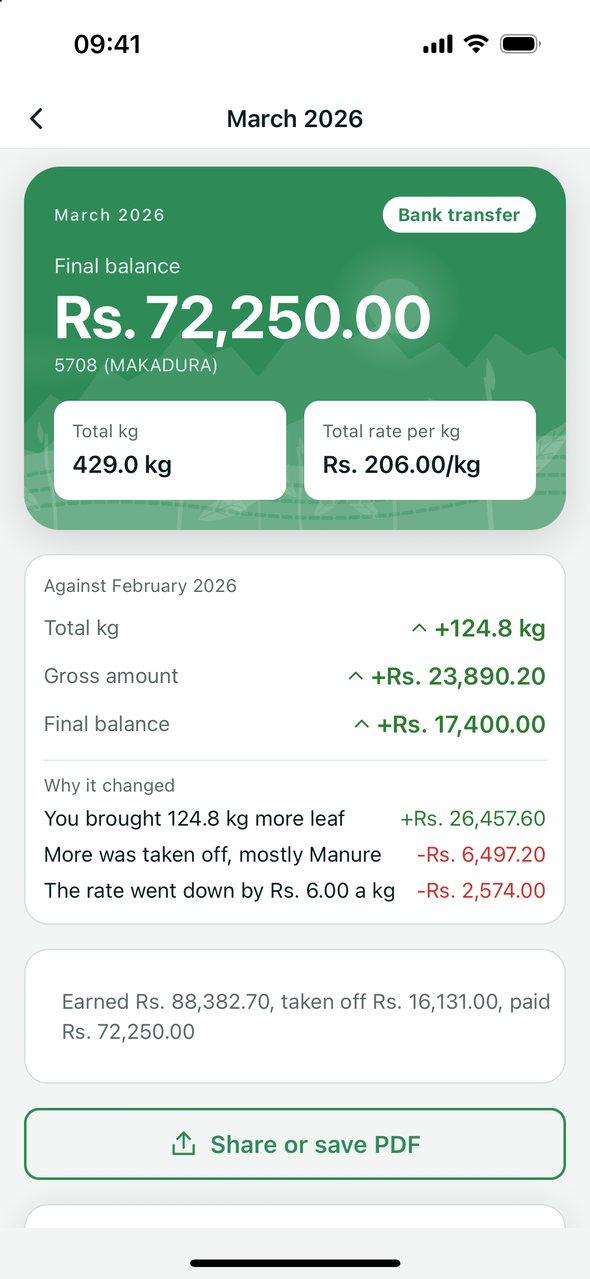 09:41
March 2026
March 2026
Bank transfer
Final balance
Rs. 72,250.00
5708 (MAKADURA)
Total kg
429.0 kg
Total rate per kg
Rs. 206.00/kg
Against February 2026
Total kg
+124.8 kg
Gross amount
+Rs. 23,890.20
Final balance
+Rs. 17,400.00
Why it changed
You brought 124.8 kg more leaf
+Rs. 26,457.60
More was taken off, mostly Manure
-Rs. 6,497.20
The rate went down by Rs. 6.00 a kg
-Rs. 2,574.00
Earned Rs. 88,382.70, taken off Rs. 16,131.00, paid
Rs. 72,250.00
Share or save PDF